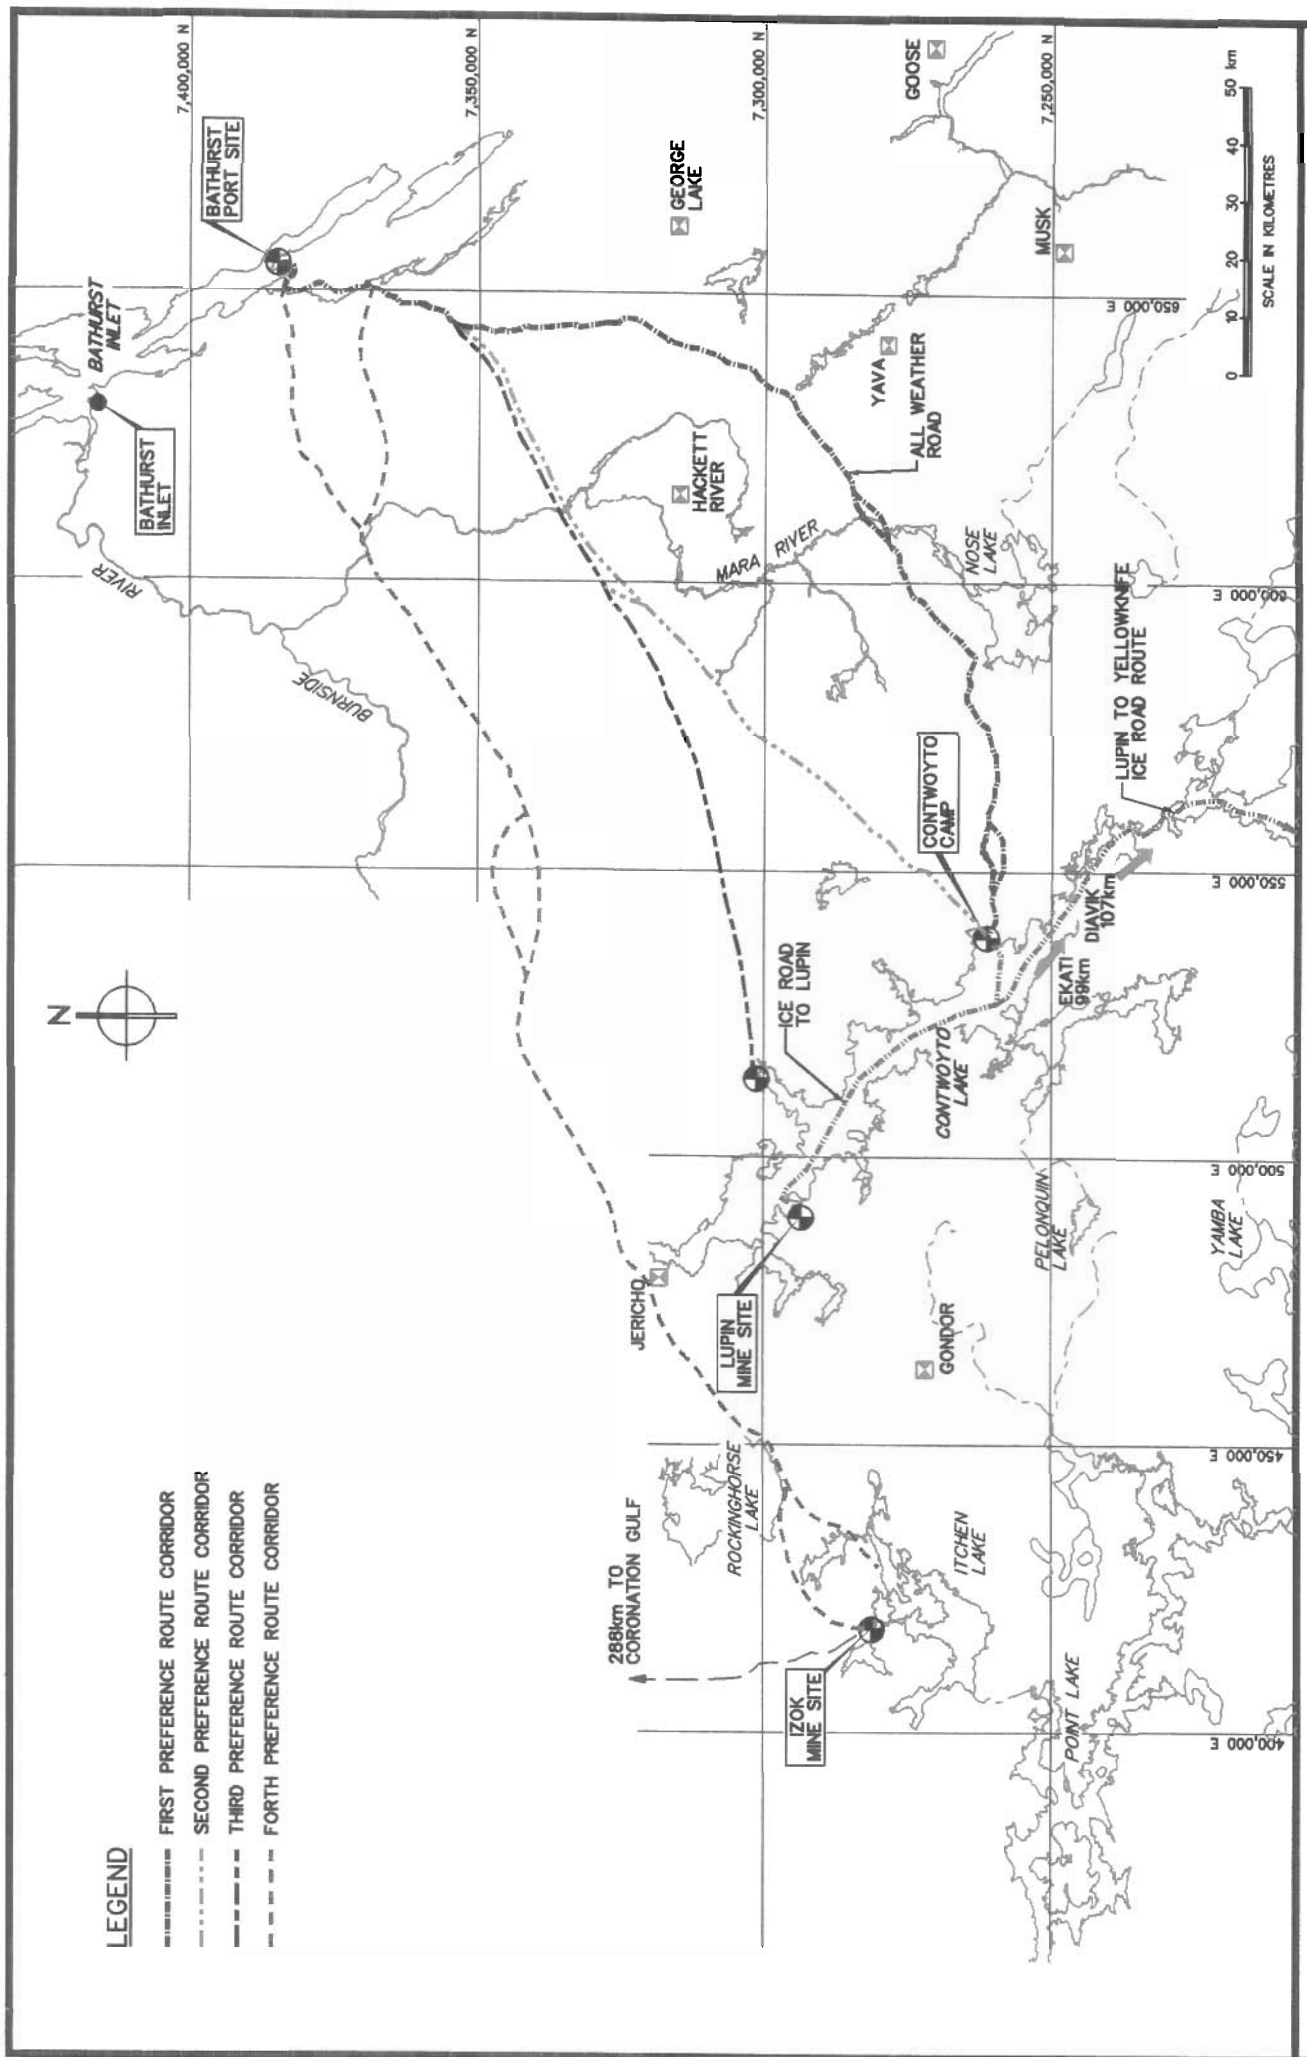 LEGEND
FIRST PREFERENCE ROUTE CORRIDOR
SECOND PREFERENCE ROUTE CORRIDOR
THIRD PREFERENCE ROUTE CORRIDOR
FORTH PREFERENCE ROUTE CORRIDOR
N
RIVER
BURNSIDE
BATHURST
INLET
BATHURST
INLET
BATHURST
PORT SITE
7,400,000 N
7,350,000 N
7,300,000 N
7,250,000 N
GEORGE
LAKE
GOOSE
MUSK
YAVA
ALL WEATHER
ROAD
HACKETT
RIVER
MARA RIVER
NOSE
LAKE
CONTWOYTO
CAMP
LUPIN TO YELLOWKNIFE
ICE ROAD ROUTE
ICE ROAD
TO LUPIN
EKATI
99km
DIAVIK
107km
CONTWOYTO
LAKE
PELONQUIN
LAKE
YAMBA
LAKE
JERICHO
LUPIN
MINE SITE
GONDOR
ROCKINGHORSE
LAKE
ITCHEN
LAKE
288km TO
CORONATION GULF
IZOK
MINE SITE
POINT LAKE
400,000 E
450,000 E
500,000 E
550,000 E
600,000 E
650,000 E
0 10 20 30 40 50 km
SCALE IN KILOMETRES